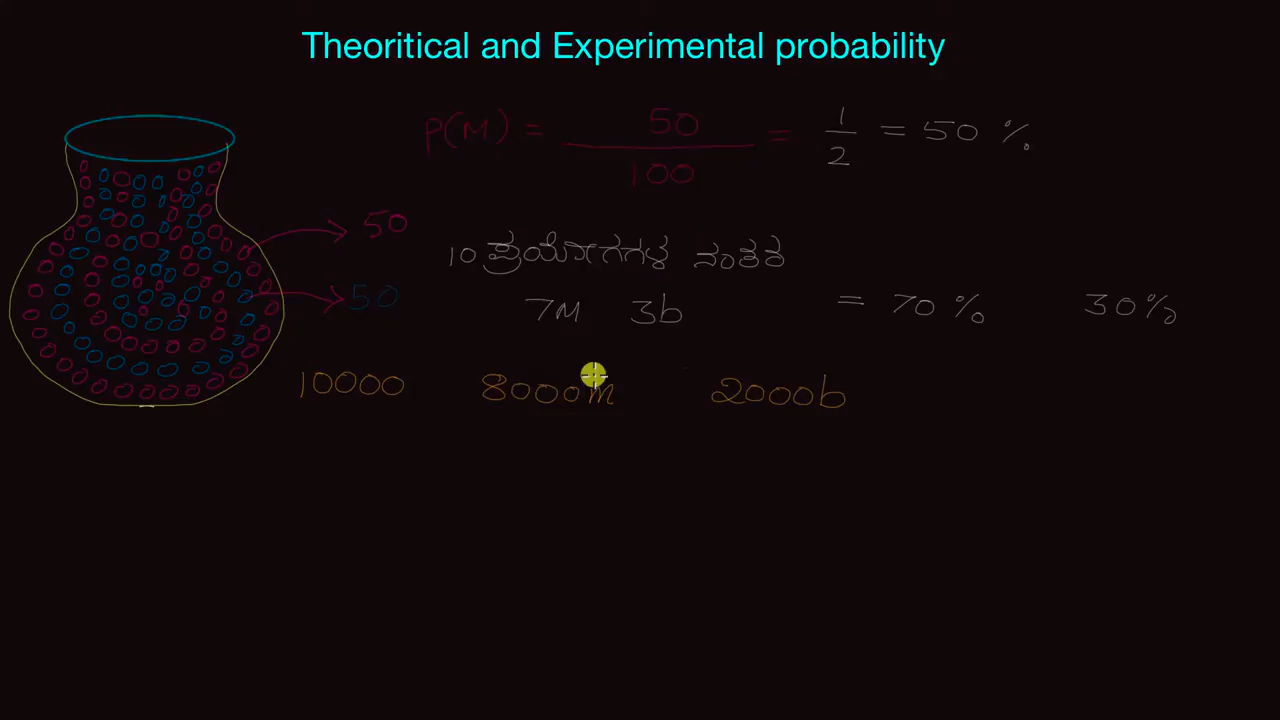 Theoritical and Experimental probability
P(M) = 50/100 = 1/2 = 50 %
50
10 ಪ್ರಯೋಗಗಳ ನಂತರ
50
7M 3b = 70 % 30%
10000 8000m 2000b